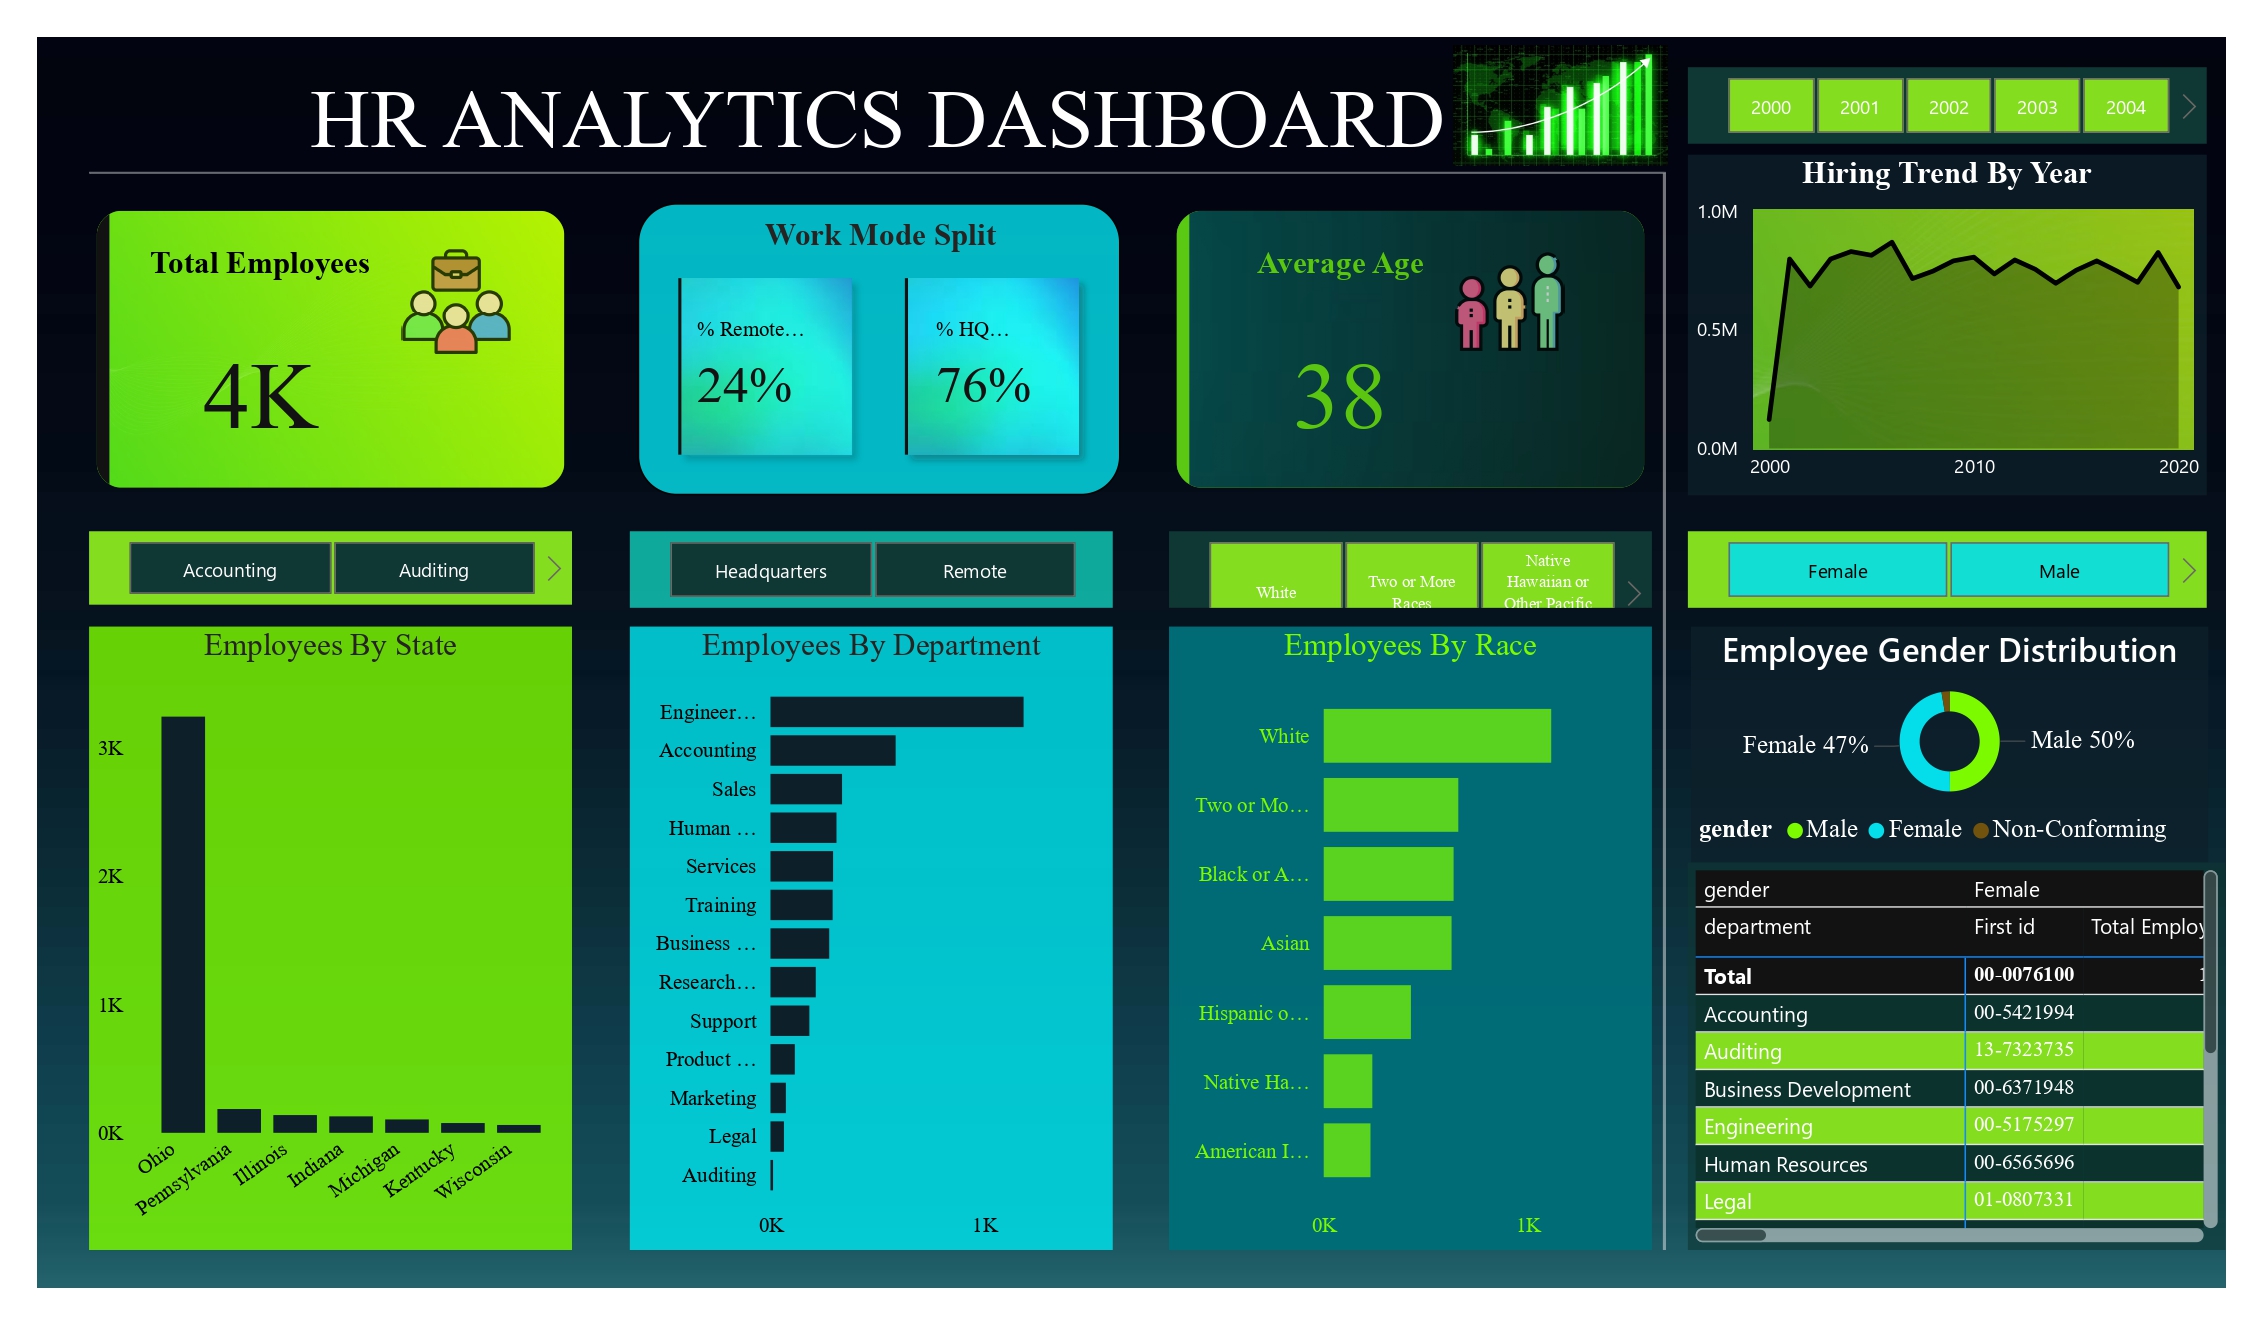 HR ANALYTICS DASHBOARD
2000 2001 2002 2003 2004
Hiring Trend By Year
1.0M
0.5M
0.0M
2000 2010 2020
Total Employees
4K
Work Mode Split
% Remote…
24%
% HQ…
76%
Average Age
38
Accounting Auditing
Headquarters Remote
White
Two or More
Races
Native
Hawaiian or
Other Pacific
Female Male
Employees By State
3K
2K
1K
0K
Ohio
Pennsylvania
Illinois
Indiana
Michigan
Kentucky
Wisconsin
Employees By Department
Engineer…
Accounting
Sales
Human …
Services
Training
Business …
Research…
Support
Product …
Marketing
Legal
Auditing
0K 1K
Employees By Race
White
Two or Mo…
Black or A…
Asian
Hispanic o…
Native Ha…
American I…
0K 1K
Employee Gender Distribution
Female 47% Male 50%
gender Male Female Non-Conforming
gender Female
department First id Total Employ
Total 00-0076100 1
Accounting 00-5421994
Auditing 13-7323735
Business Development 00-6371948
Engineering 00-5175297
Human Resources 00-6565696
Legal 01-0807331